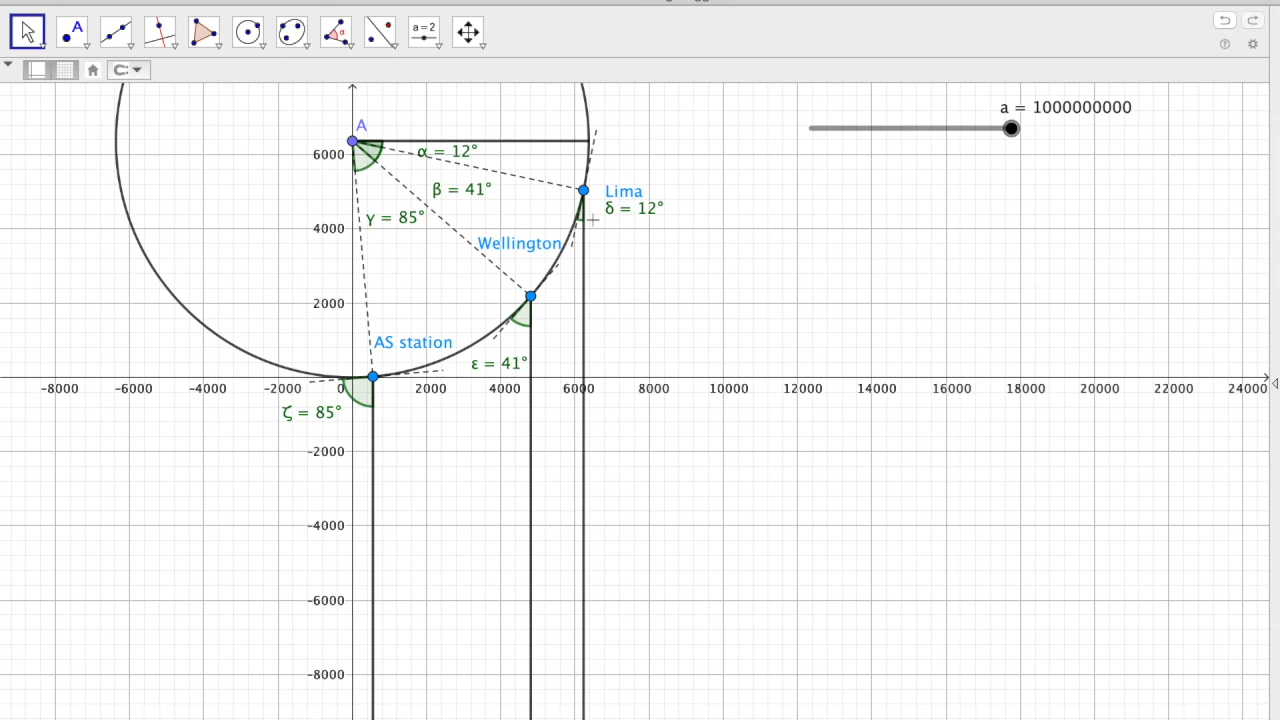 A
a=2
a = 1000000000
A
α = 12°
6000
β = 41°
Lima
δ = 12°
γ = 85°
4000
Wellington
2000
AS station
ε = 41°
-8000 -6000 -4000 -2000 0 2000 4000 6000 8000 10000 12000 14000 16000 18000 20000 22000 24000
ζ = 85°
-2000
-4000
-6000
-8000